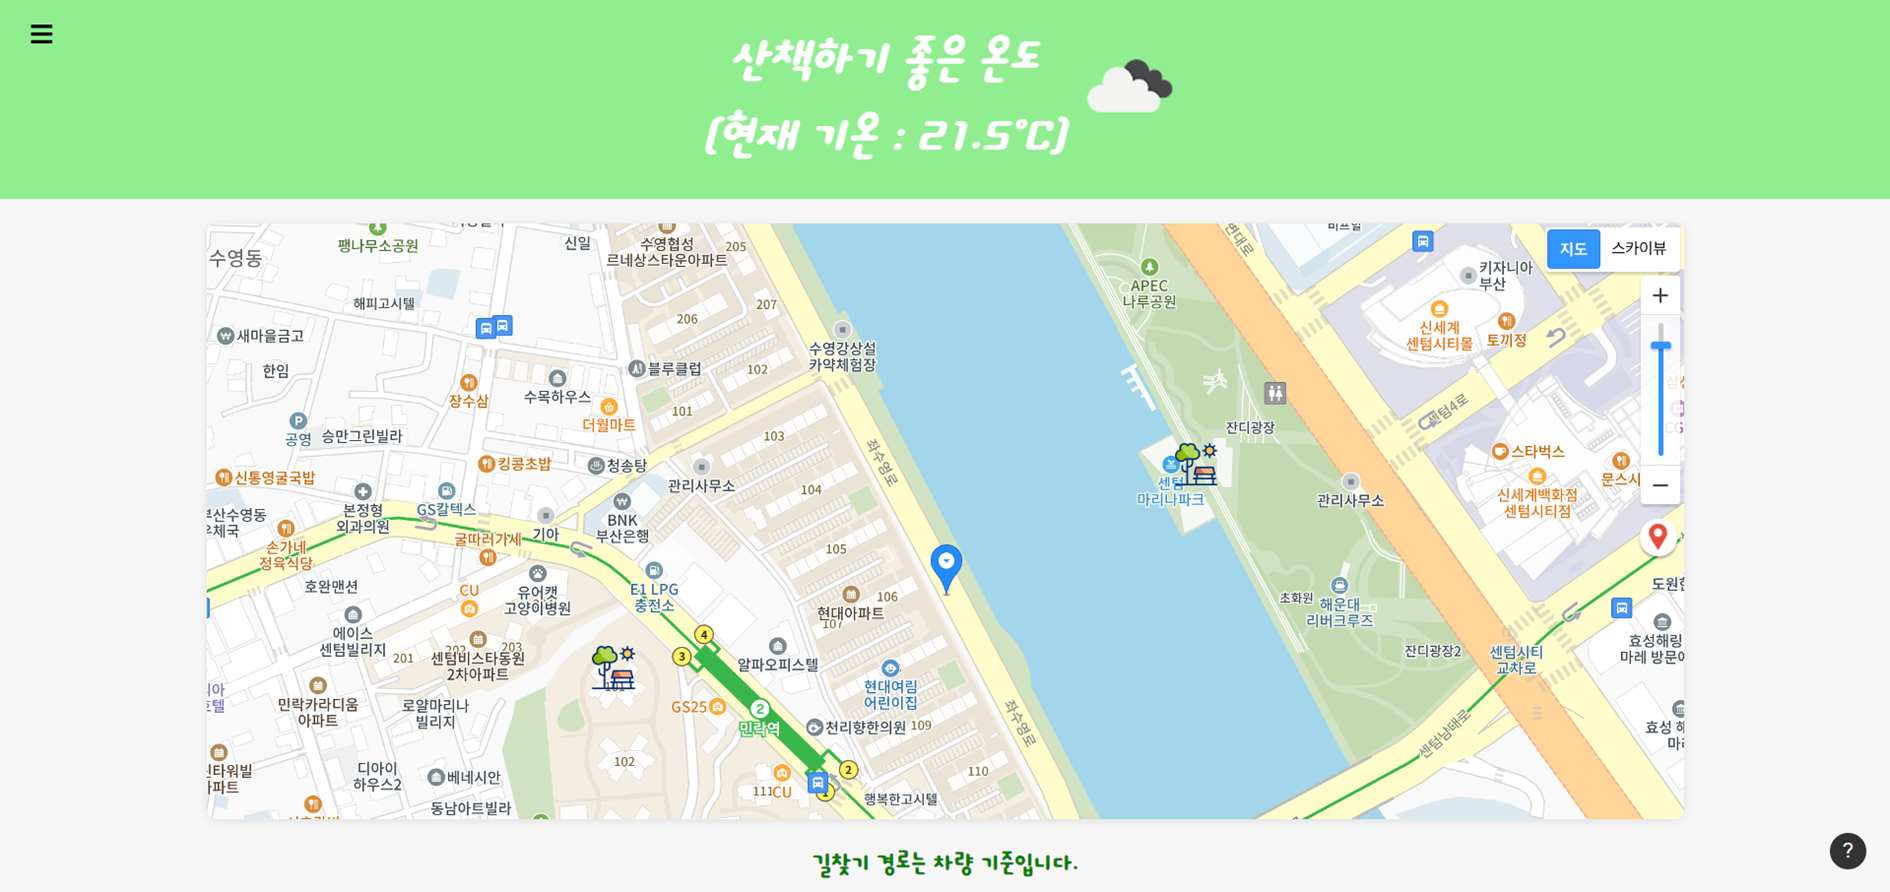 산책하기 좋은 온도
(현재 기온 : 21.5°C)
지도
스카이뷰
수영동
팽나무소공원
신일
수영협성
르네상스타운아파트
205
207
206
해피고시텔
새마을금고
한임
장수삼
수목하우스
블루클럽
102
101
더월마트
공영
승만그린빌라
킹콩초밥
청송탕
신통영굴국밥
본정형
외과의원
GS칼텍스
기아
BNK
부산은행
관리사무소
103
104
105
106
107
수영강상설
카약체험장
좌수영로
손가네
정육식당
굴따러가세
호완맨션
CU
유어캣
고양이병원
E1 LPG
충전소
현대아파트
에이스
센텀빌리지
201
202
203
센텀비스타동원
2차아파트
알파오피스텔
현대여림
어린이집
4
3
2
민락역
GS25
천리향한의원
109
110
111
CU
2
1
행복한고시텔
민락카라디움
아파트
로얄마리나
빌리지
디아이
하우스2
베네시안
동남아트빌라
101
102
좌수영로
APEC
나루공원
현대로
키자니아
부산
신세계
센텀시티몰
토끼정
센텀4로
잔디광장
센텀
마리나파크
관리사무소
스타벅스
신세계백화점
센텀시티점
문스시
초화원
해운대
리버크루즈
잔디광장2
센텀시티
교차로
센텀남대로
효성해링
마레 방문
길찾기 경로는 차량 기준입니다.
?